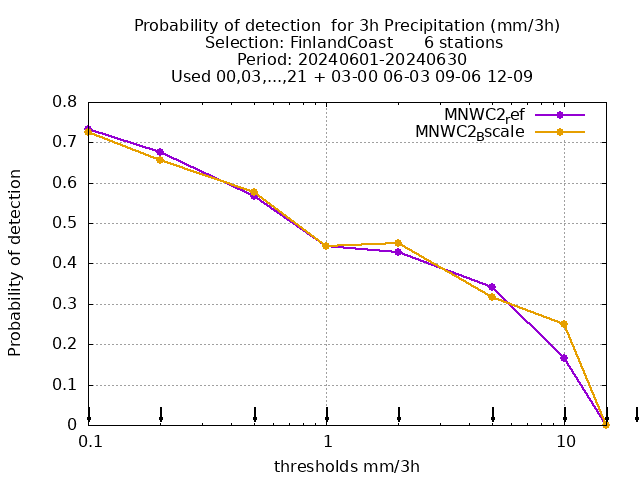 Probability of detection  for 3h Precipitation (mm/3h)
Selection: FinlandCoast      6 stations
Period: 20240601-20240630
Used 00,03,...,21 + 03-00 06-03 09-06 12-09
MNWC2ref
MNWC2Bscale
Probability of detection
0.8
0.7
0.6
0.5
0.4
0.3
0.2
0.1
0
0.1 1 10
thresholds mm/3h